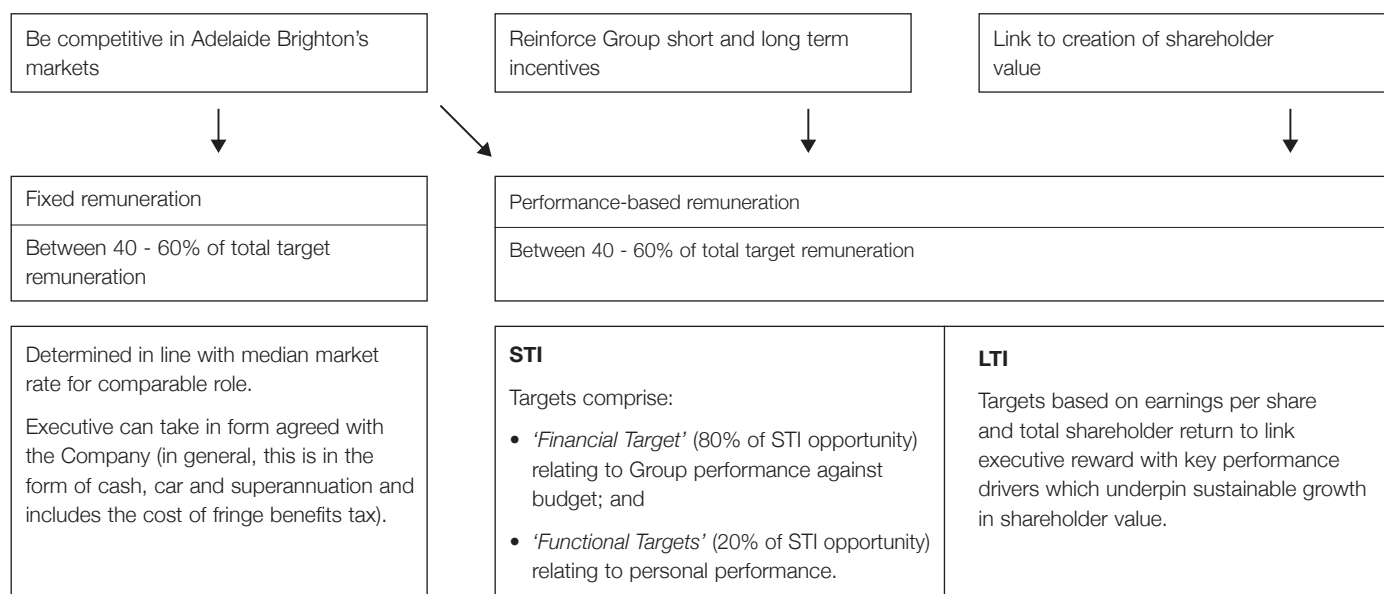 Be competitive in Adelaide Brighton's
markets
Reinforce Group short and long term
incentives
Link to creation of shareholder
value
Fixed remuneration
Between 40 - 60% of total target
remuneration
Performance-based remuneration
Between 40 - 60% of total target remuneration
Determined in line with median market
rate for comparable role.
Executive can take in form agreed with
the Company (in general, this is in the
form of cash, car and superannuation and
includes the cost of fringe benefits tax).
STI
Targets comprise:
• 'Financial Target' (80% of STI opportunity)
relating to Group performance against
budget; and
• 'Functional Targets' (20% of STI opportunity)
relating to personal performance.
LTI
Targets based on earnings per share
and total shareholder return to link
executive reward with key performance
drivers which underpin sustainable growth
in shareholder value.